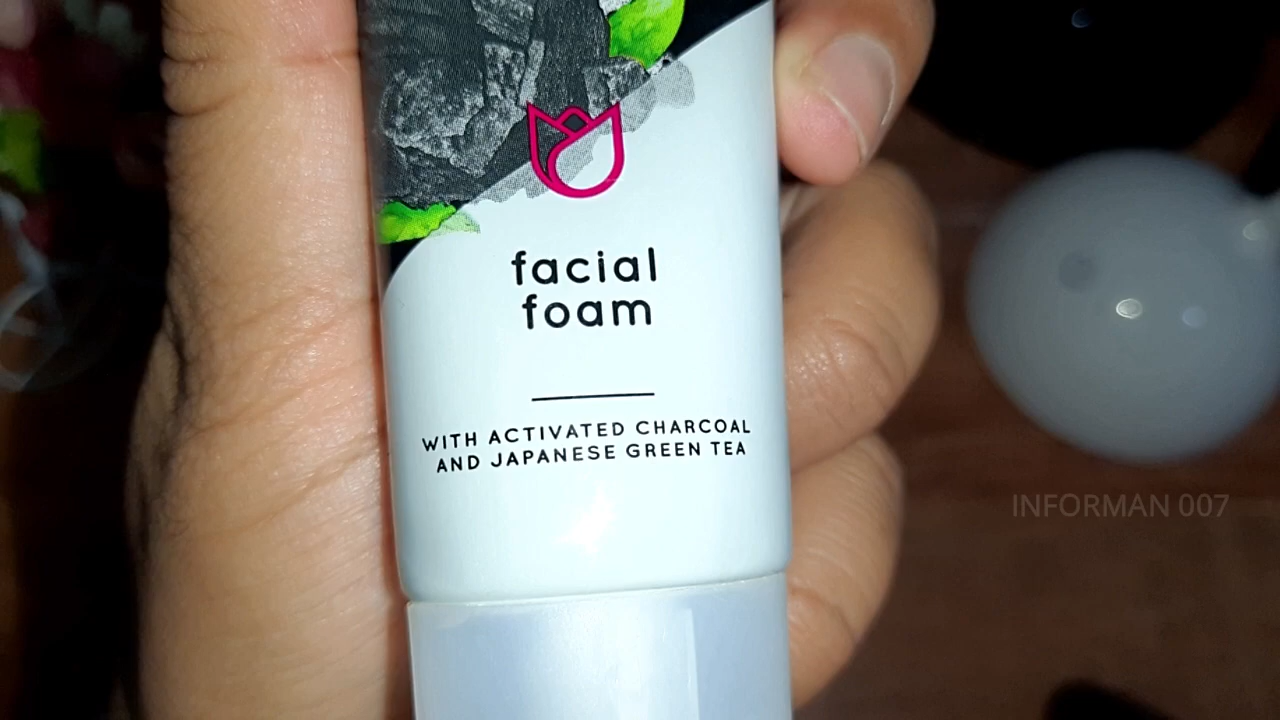 facial
foam
WITH ACTIVATED CHARCOAL
AND JAPANESE GREEN TEA
INFORMAN 007